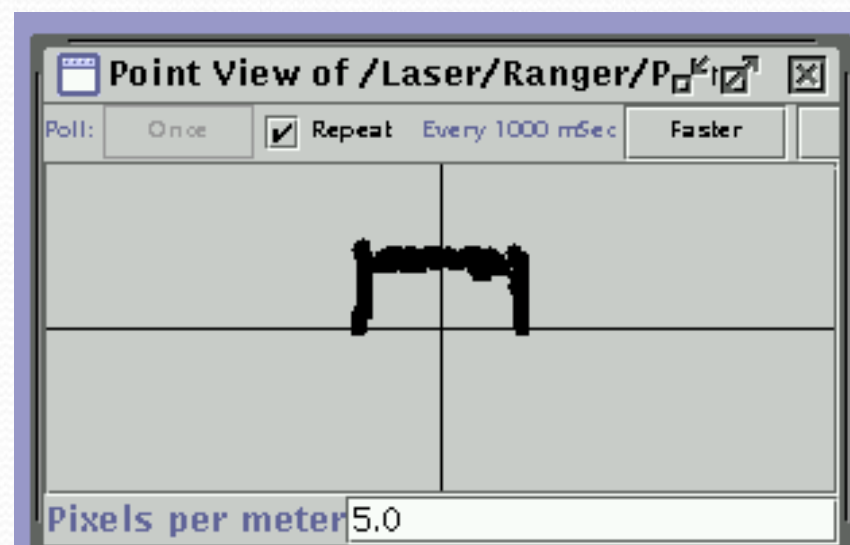 Point View of /Laser/Ranger/P
Poll: Once Repeat Every 1000 mSec Faster
Pixels per meter 5.0